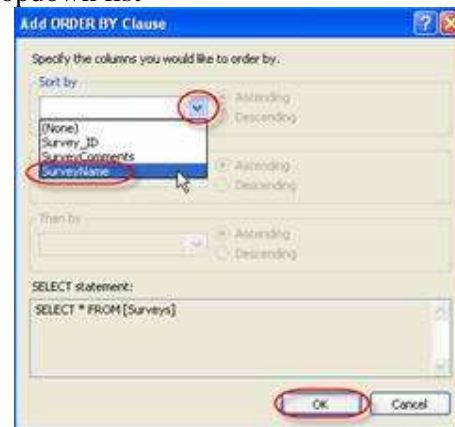 opdown list
Add ORDER BY Clause
Specify the columns you would like to order by.
Sort by
Ascending
Descending
(None)
Survey_ID
SurveyComments
SurveyName
Ascending
Descending
Then by
Ascending
Descending
SELECT statement:
SELECT * FROM [Surveys]
OK
Cancel